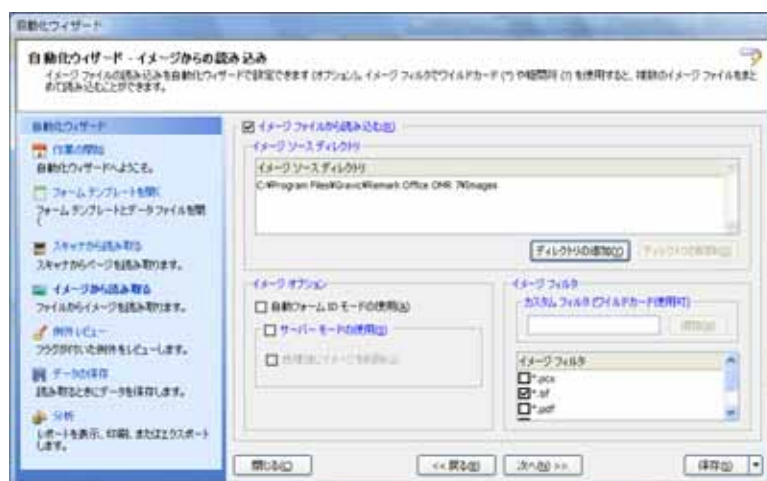 自動化ウィザード
自動化ウィザード - イメージからの読み込み
イメージ ファイルの読み込みを自動化ウィザードで設定できます (オプション)。イメージ フィルタでワイルドカード (*) や疑問符 (?) を使用すると、複数のイメージ ファイルをまとめて読み込むことができます。
自動化ウィザード
作業の開始
自動化ウィザードへようこそ。
フォーム テンプレートを開く
フォーム テンプレートとデータ ファイルを開く
スキャナから読み取る
スキャナからページを読み取ります。
イメージから読み取る
ファイルからイメージを読み取ります。
例外レビュー
フラグが付いた例外をレビューします。
データの保存
読み取るときにデータを保存します。
分析
レポートを表示、印刷、またはエクスポートします。
イメージ ファイルから読み込む(R)
イメージ ソース ディレクトリ
イメージ ソース ディレクトリ
C:¥Program Files¥Gravic¥Remark Office OMR 7¥Images
ディレクトリの追加(Y)
イメージ オプション
自動フォーム ID モードの使用(A)
サーバー モードの使用(U)
イメージ フィルタ
カスタム フィルタ (ワイルドカード使用可)
イメージ フィルタ
*.pcx
*.tif
*.pdf
閉じる(C)
<< 戻る(B)
次へ(N) >>
保存(S)